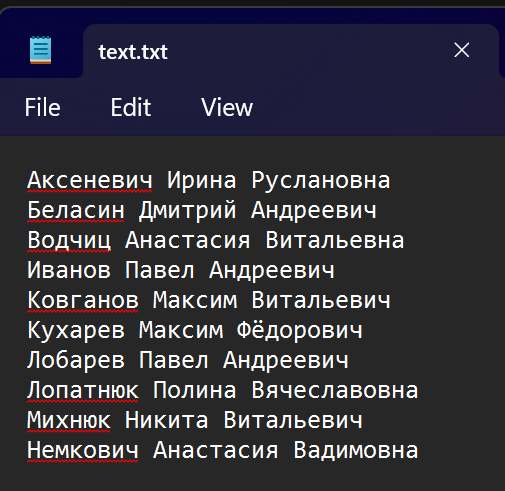 text.txt
File Edit View
Аксеневич Ирина Руслановна
Беласин Дмитрий Андреевич
Водчиц Анастасия Витальевна
Иванов Павел Андреевич
Ковганов Максим Витальевич
Кухарев Максим Фёдорович
Лобарев Павел Андреевич
Лопатнюк Полина Вячеславовна
Михнюк Никита Витальевич
Немкович Анастасия Вадимовна